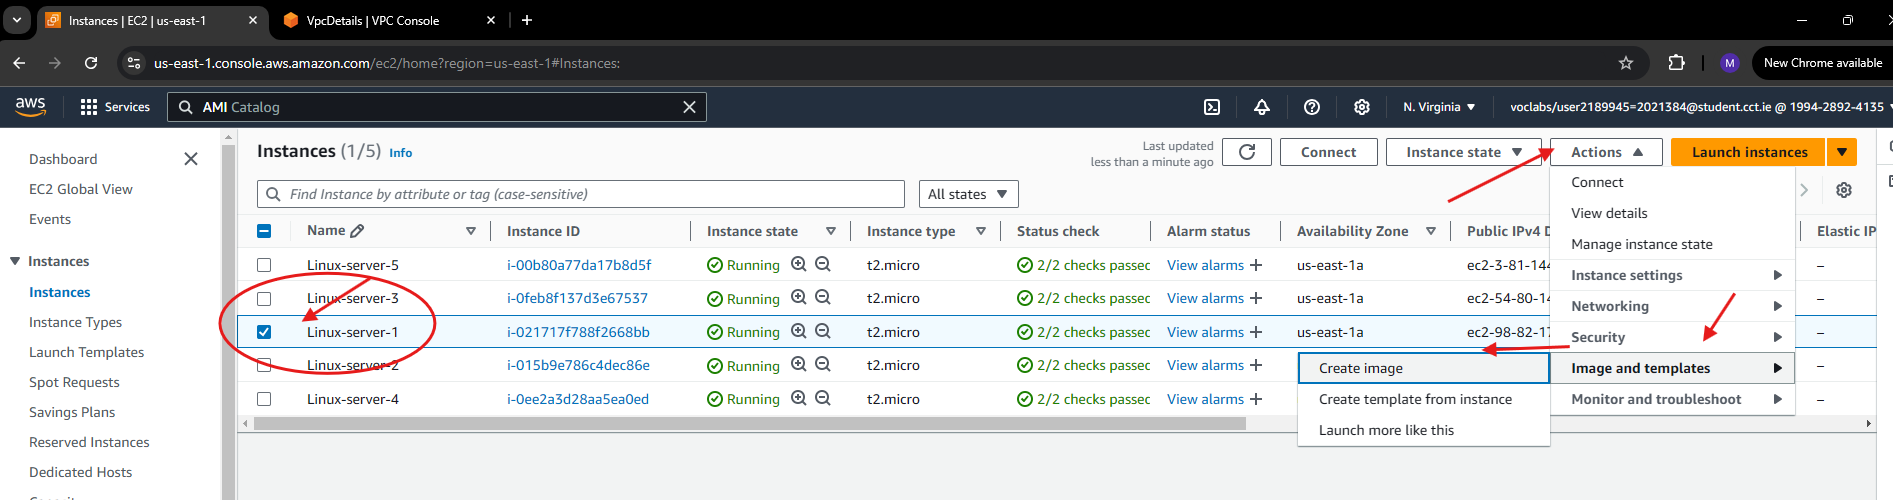 Instances | EC2 | us-east-1
VpcDetails | VPC Console
us-east-1.console.aws.amazon.com/ec2/home?region=us-east-1#Instances:
M
New Chrome available
aws
Services
AMI Catalog
N. Virginia
voclabs/user2189945=2021384@student.cct.ie @ 1994-2892-4135
Dashboard
EC2 Global View
Events
Instances
Instances
Instance Types
Launch Templates
Spot Requests
Savings Plans
Reserved Instances
Dedicated Hosts
Instances (1/5) Info
Last updated
less than a minute ago
Connect
Instance state
Actions
Launch instances
Find Instance by attribute or tag (case-sensitive)
All states
Name Instance ID Instance state Instance type Status check Alarm status Availability Zone Public IPv4 D Elastic IP
Linux-server-5 i-00b80a77da17b8d5f Running t2.micro 2/2 checks passec View alarms + us-east-1a ec2-3-81-144 –
Linux-server-3 i-0feb8f137d3e67537 Running t2.micro 2/2 checks passec View alarms + us-east-1a ec2-54-80-14 –
Linux-server-1 i-021717f788f2668bb Running t2.micro 2/2 checks passec View alarms + us-east-1a ec2-98-82-17 –
Linux-server-2 i-015b9e786c4dec86e Running t2.micro 2/2 checks passec View alarms + –
Linux-server-4 i-0ee2a3d28aa5ea0ed Running t2.micro 2/2 checks passec View alarms + –
Connect
View details
Manage instance state
Instance settings
Networking
Security
Image and templates
Monitor and troubleshoot
Create image
Create template from instance
Launch more like this